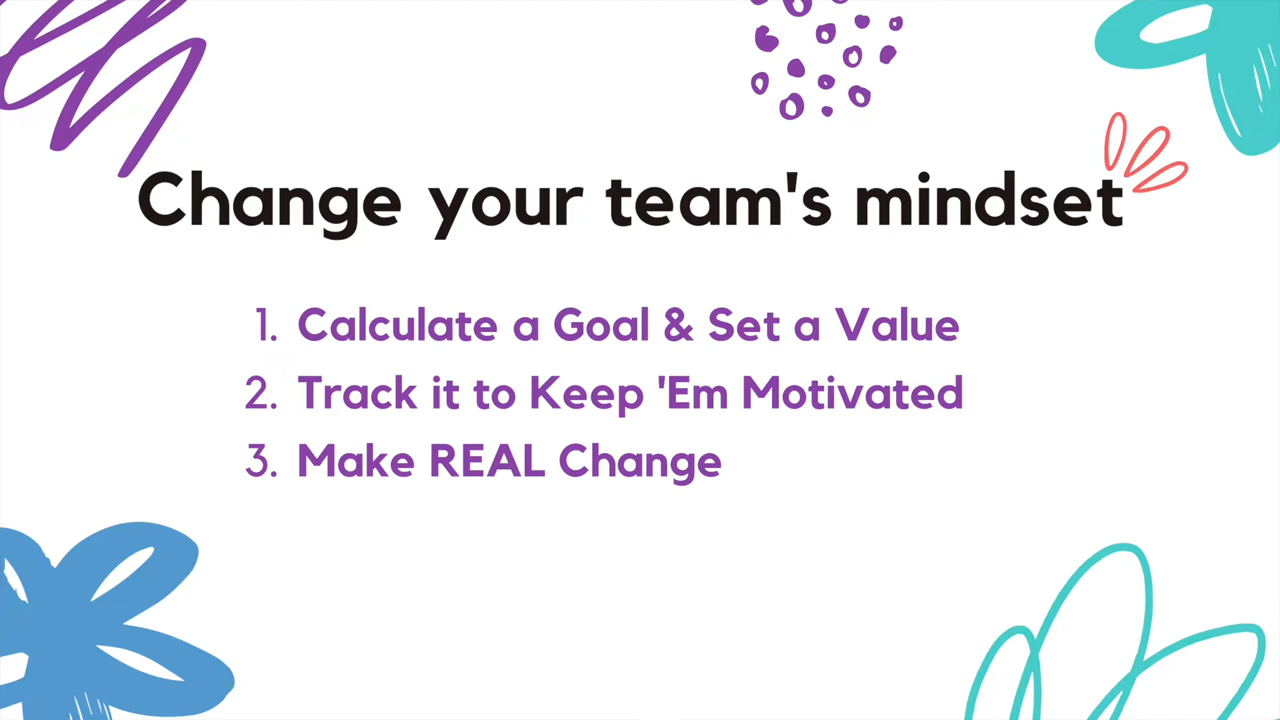 Change your team's mindset
1. Calculate a Goal & Set a Value
2. Track it to Keep 'Em Motivated
3. Make REAL Change